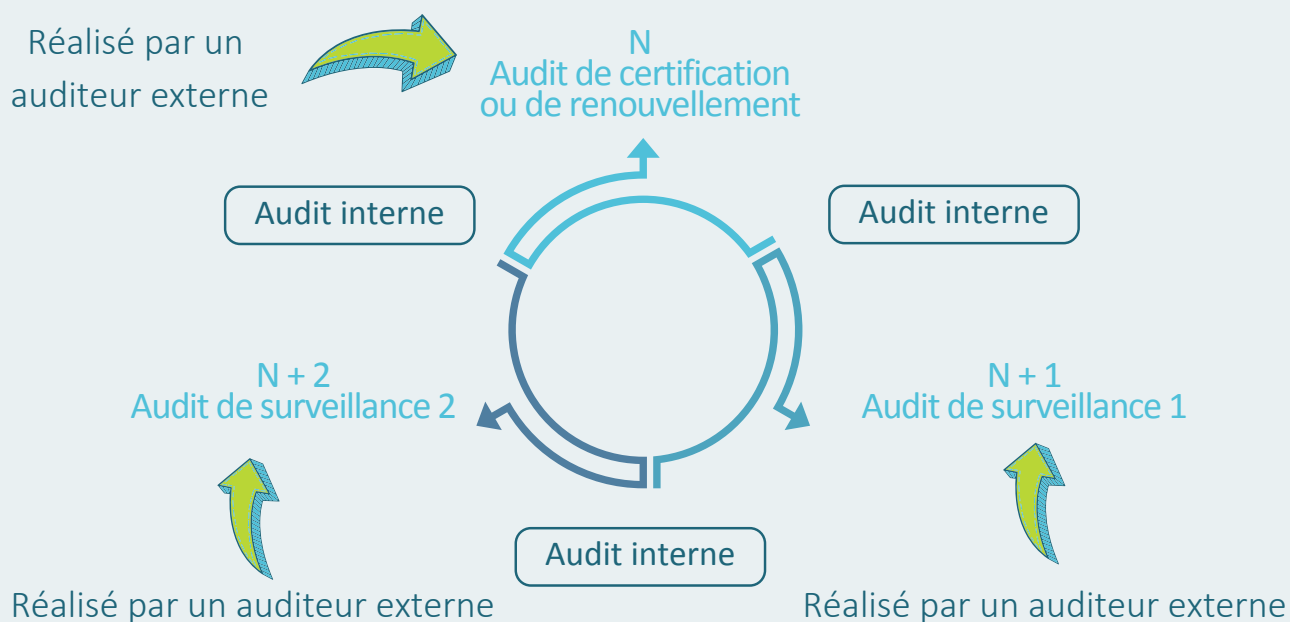 Réalisé par un
auditeur externe
N
Audit de certification
ou de renouvellement
Audit interne
Audit interne
N + 2
Audit de surveillance 2
N + 1
Audit de surveillance 1
Audit interne
Réalisé par un auditeur externe
Réalisé par un auditeur externe